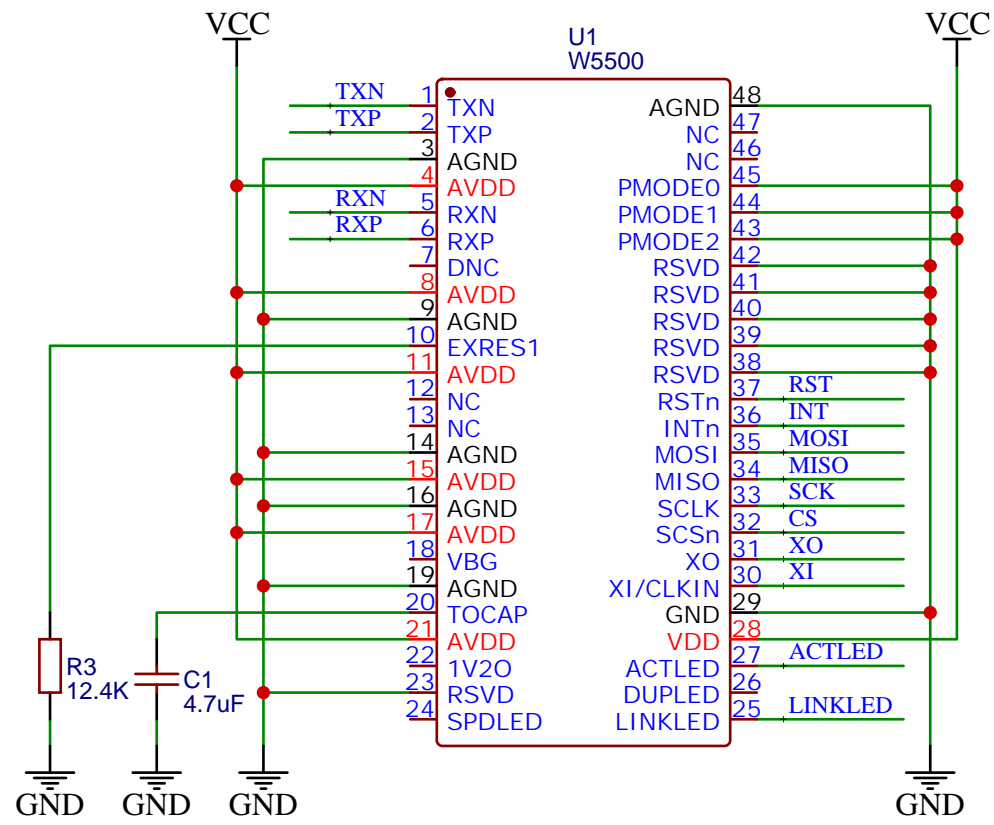 VCC
VCC
U1
W5500
TXN 1 TXN
TXP 2 TXP
3 AGND
4 AVDD
RXN 5 RXN
RXP 6 RXP
7 DNC
8 AVDD
9 AGND
10 EXRES1
11 AVDD
12 NC
13 NC
14 AGND
15 AVDD
16 AGND
17 AVDD
18 VBG
19 AGND
20 TOCAP
21 AVDD
22 1V2O
23 RSVD
24 SPDLED
AGND 48
NC 47
NC 46
PMODE0 45
PMODE1 44
PMODE2 43
RSVD 42
RSVD 41
RSVD 40
RSVD 39
RSVD 38
RSTn 37 RST
INTn 36 INT
MOSI 35 MOSI
MISO 34 MISO
SCLK 33 SCK
SCSn 32 CS
XO 31 XO
XI/CLKIN 30 XI
GND 29
VDD 28
ACTLED 27 ACTLED
DUPLED 26
LINKLED 25 LINKLED
R3
12.4K
C1
4.7uF
GND
GND
GND
GND